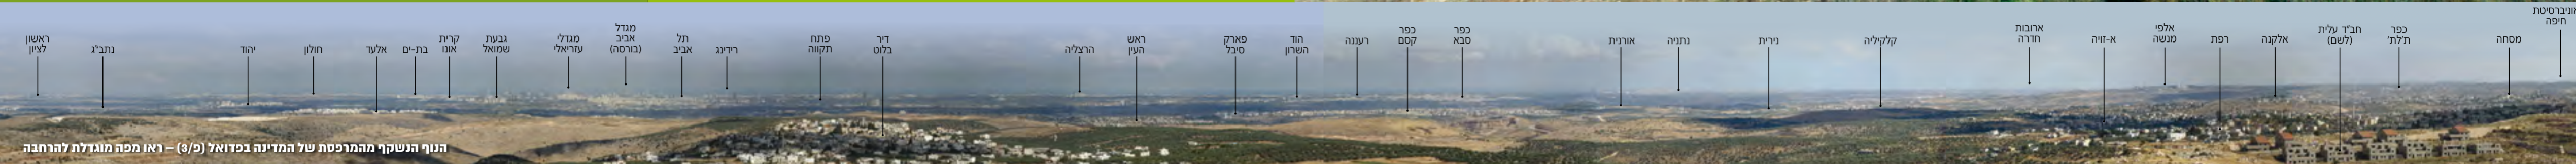 אוניברסיטת
חיפה
מסחה
כפר
ת'לת'
חב"ד עלית
(לשם)
אלקנה
רפת
אלפי
מנשה
א-זויה
ארובות
חדרה
קלקיליה
נירית
נתניה
אורנית
כפר
סבא
כפר
קסם
רעננה
הוד
השרון
פארק
סיבל
ראש
העין
הרצליה
דיר
בלוט
פתח
תקווה
רידינג
תל
אביב
מגדל
אביב
(בורסה)
מגדלי
עזריאלי
גבעת
שמואל
קרית
אונו
בת-ים
אלעד
חולון
יהוד
נתב"ג
ראשון
לציון
הנוף הנשקף מהמרפסת של המדינה בפדואל (פ/3) – ראו מפה מוגדלת להרחבה